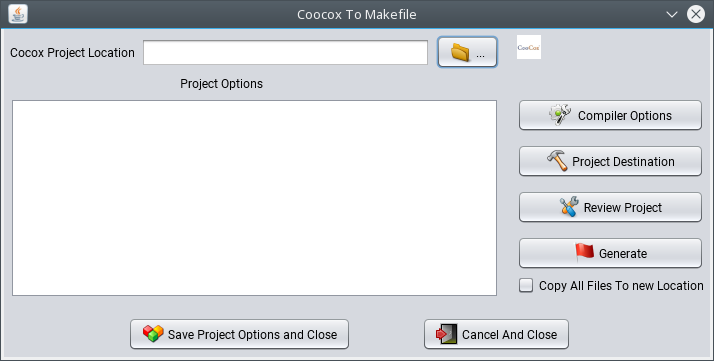 Coocox To Makefile
Cocox Project Location
...
CooCox
Project Options
Compiler Options
Project Destination
Review Project
Generate
Copy All Files To new Location
Save Project Options and Close
Cancel And Close